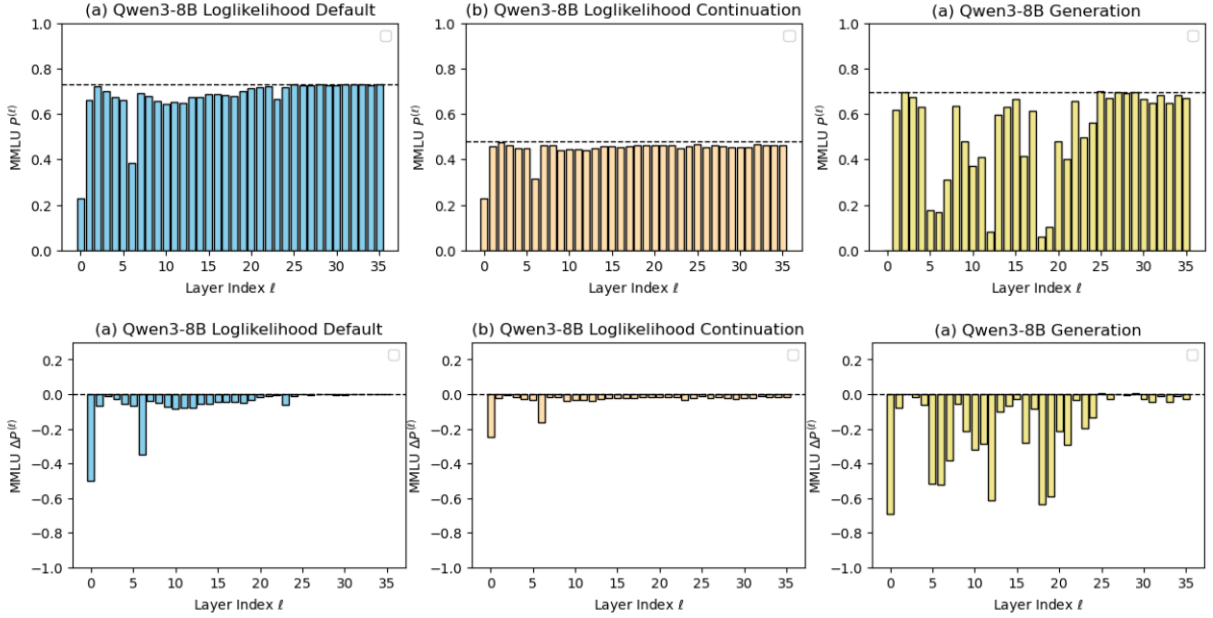 (a) Qwen3-8B Loglikelihood Default
MMLU P^(ℓ)
1.0
0.8
0.6
0.4
0.2
0.0
0 5 10 15 20 25 30 35
Layer Index ℓ
(b) Qwen3-8B Loglikelihood Continuation
MMLU P^(ℓ)
1.0
0.8
0.6
0.4
0.2
0.0
0 5 10 15 20 25 30 35
Layer Index ℓ
(a) Qwen3-8B Generation
MMLU P^(ℓ)
1.0
0.8
0.6
0.4
0.2
0.0
0 5 10 15 20 25 30 35
Layer Index ℓ
(a) Qwen3-8B Loglikelihood Default
MMLU ΔP^(ℓ)
0.2
0.0
−0.2
−0.4
−0.6
−0.8
−1.0
0 5 10 15 20 25 30 35
Layer Index ℓ
(b) Qwen3-8B Loglikelihood Continuation
MMLU ΔP^(ℓ)
0.2
0.0
−0.2
−0.4
−0.6
−0.8
−1.0
0 5 10 15 20 25 30 35
Layer Index ℓ
(a) Qwen3-8B Generation
MMLU ΔP^(ℓ)
0.2
0.0
−0.2
−0.4
−0.6
−0.8
−1.0
0 5 10 15 20 25 30 35
Layer Index ℓ